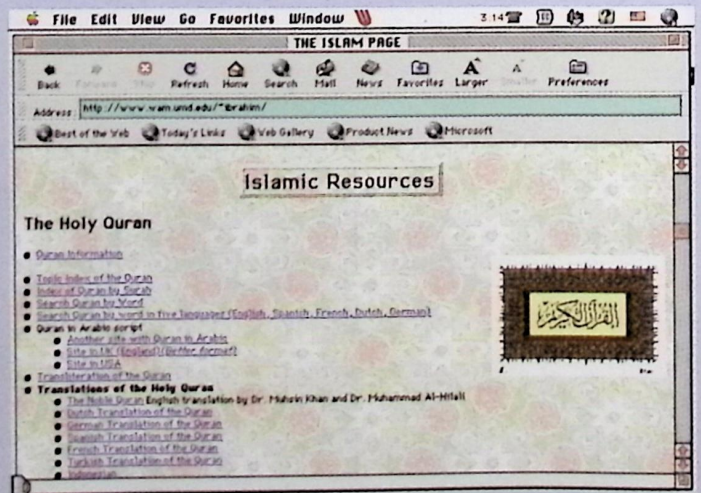 File Edit View Go Favorites Window 3:14
THE ISLAM PAGE
Back Forward Stop Refresh Home Search Mail News Favorites Larger Smaller Preferences
Address: http://www.wam.umd.edu/~ibrahim/
Best of the Web Today's Links Web Gallery Product News Microsoft
Islamic Resources
The Holy Quran
Quran Information
Topic Index of the Quran
Index of Quran by Surah
Search Quran by Word
Search Quran by word in five languages (English, Spanish, French, Dutch, German)
Quran in Arabic script
Another site with Quran in Arabic
Site in UK (England) (Better format)
Site in USA
القرآن الكريم
Transliteration of the Quran
Translations of the Holy Quran
The Noble Quran English translation by Dr. Muhsin Khan and Dr. Muhammad Al-Hilali
Dutch Translation of the Quran
German Translation of the Quran
Spanish Translation of the Quran
French Translation of the Quran
Turkish Translation of the Quran
Indonesian